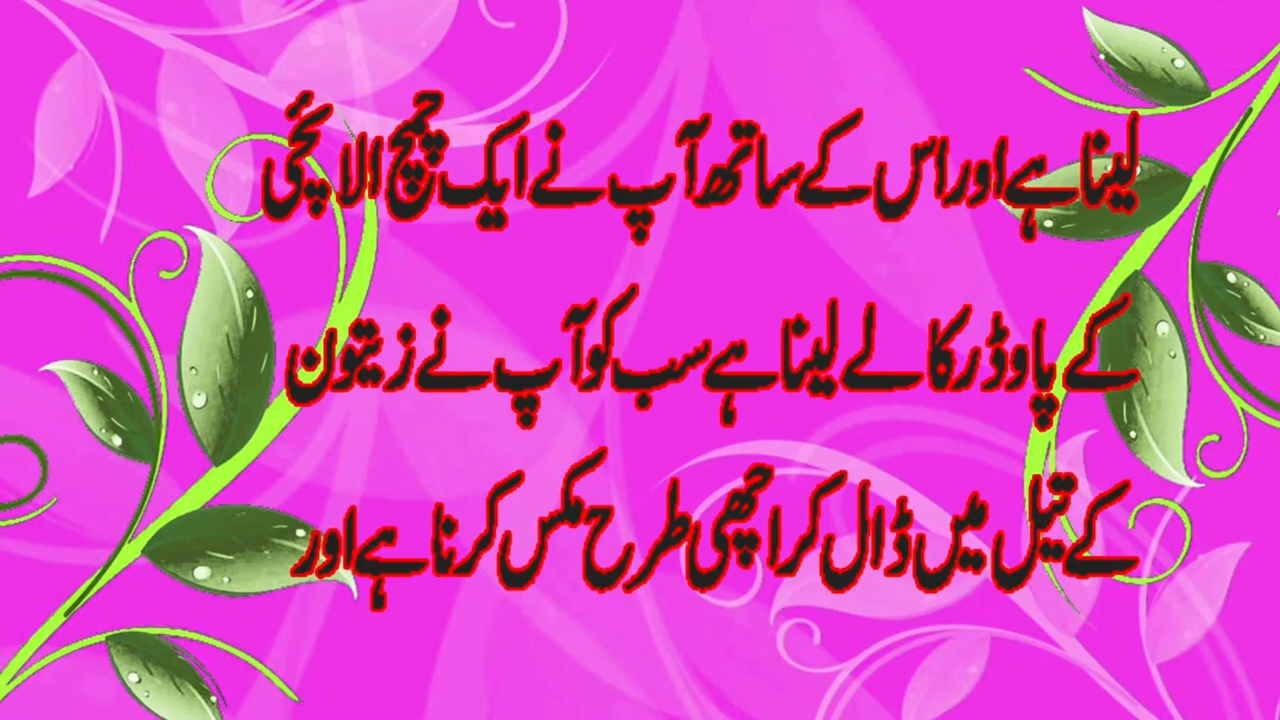 لینا ہے اور اس کے ساتھ آپ نے ایک چمچ الائچی
کے پاوڈر کا لے لینا ہے سب کو آپ نے زیتون
کے تیل میں ڈال کر اچھی طرح مکس کرنا ہے اور